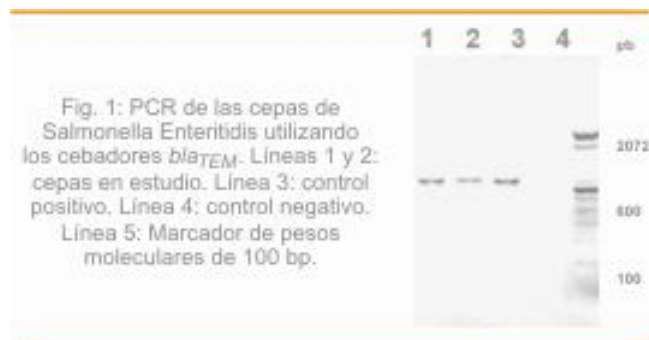 1 2 3 4 pb
Fig. 1: PCR de las cepas de
Salmonella Enteritidis utilizando
los cebadores blaTEM. Líneas 1 y 2:
cepas en estudio. Línea 3: control
positivo. Línea 4: control negativo.
Línea 5: Marcador de pesos
moleculares de 100 bp.
2072
600
100